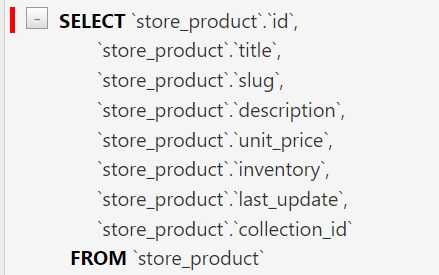 SELECT `store_product`.`id`,
`store_product`.`title`,
`store_product`.`slug`,
`store_product`.`description`,
`store_product`.`unit_price`,
`store_product`.`inventory`,
`store_product`.`last_update`,
`store_product`.`collection_id`
FROM `store_product`